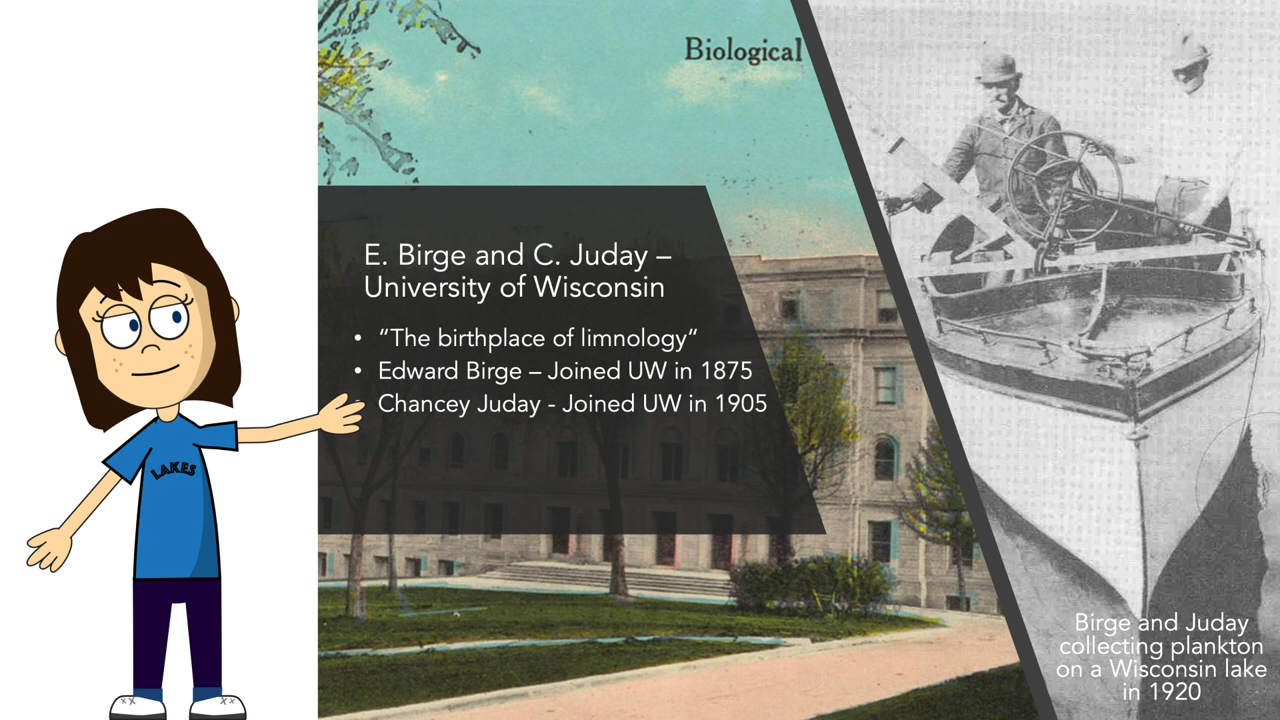 Biological
E. Birge and C. Juday –
University of Wisconsin
• "The birthplace of limnology"
• Edward Birge – Joined UW in 1875
• Chancey Juday - Joined UW in 1905
LAKES
Birge and Juday
collecting plankton
on a Wisconsin lake
in 1920